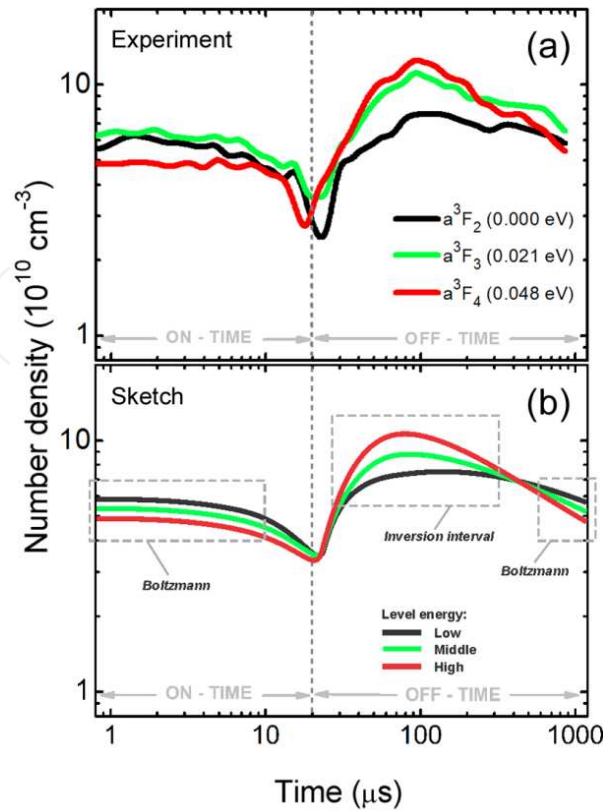 Experiment
(a)
10
a³F₂ (0.000 eV)
a³F₃ (0.021 eV)
a³F₄ (0.048 eV)
ON - TIME
OFF - TIME
1
Sketch
(b)
10
Inversion interval
Boltzmann
Boltzmann
Level energy:
Low
Middle
High
ON - TIME
OFF - TIME
1
1
10
100
1000
Time (μs)
Number density (10¹⁰ cm⁻³)